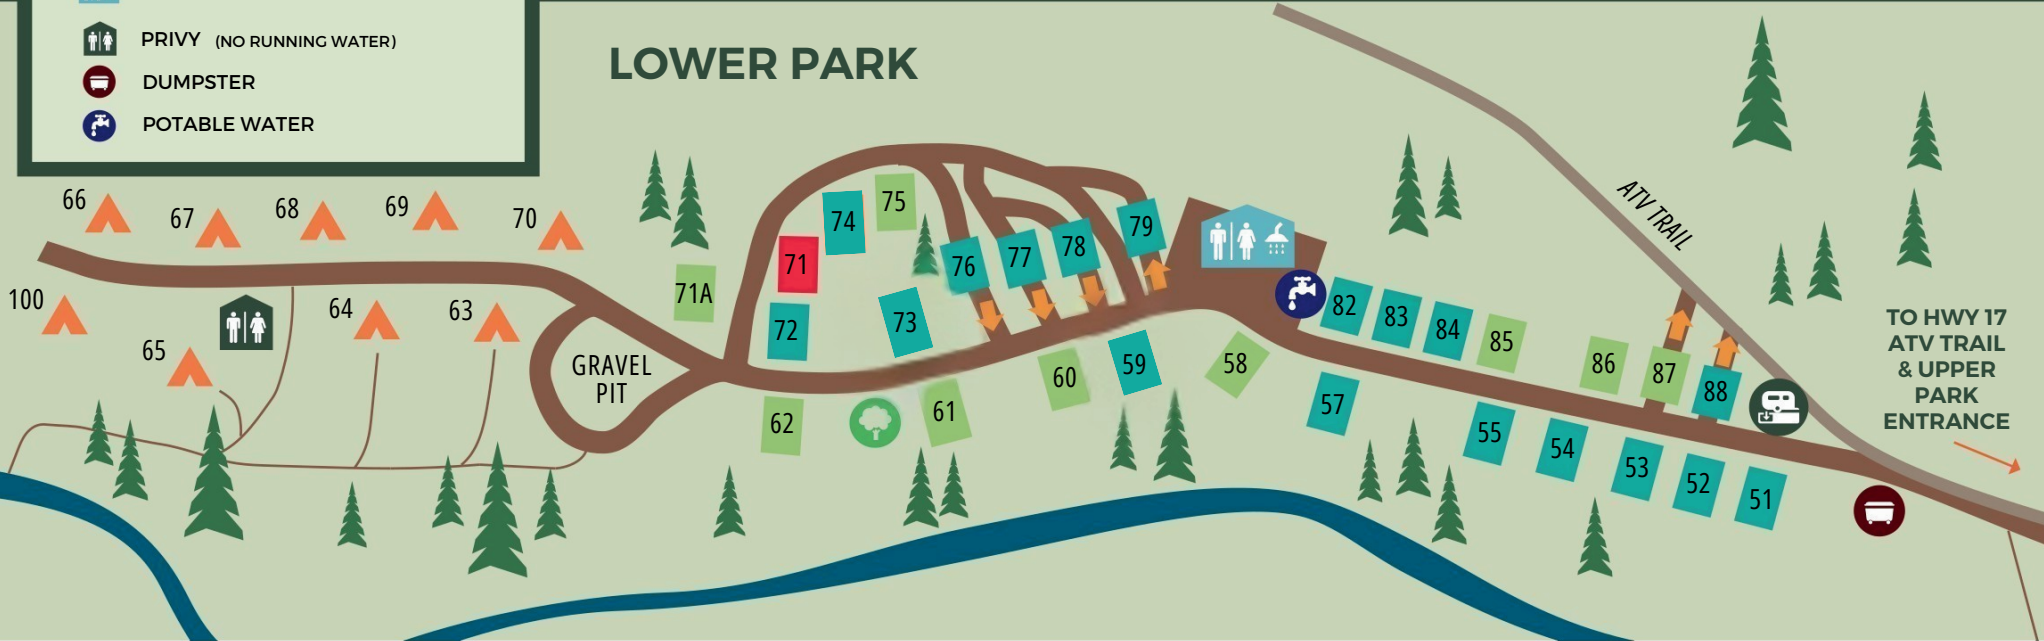 PRIVY (NO RUNNING WATER)
DUMPSTER
POTABLE WATER
LOWER PARK
66
67
68
69
70
100
65
64
63
GRAVEL
PIT
71A
71
72
73
74
75
76
77
78
79
62
61
60
59
58
57
82
83
84
85
86
87
88
55
54
53
52
51
ATV TRAIL
TO HWY 17
ATV TRAIL
& UPPER
PARK
ENTRANCE